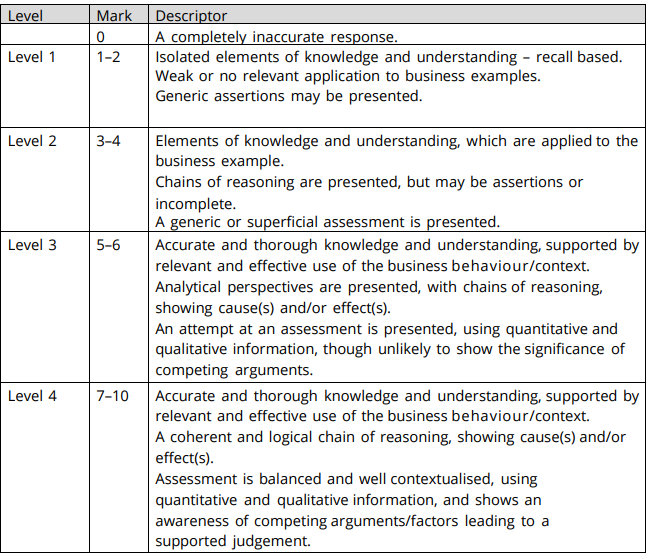 Level Mark Descriptor
0 A completely inaccurate response.
Level 1 1–2 Isolated elements of knowledge and understanding – recall based.
Weak or no relevant application to business examples.
Generic assertions may be presented.
Level 2 3–4 Elements of knowledge and understanding, which are applied to the
business example.
Chains of reasoning are presented, but may be assertions or
incomplete.
A generic or superficial assessment is presented.
Level 3 5–6 Accurate and thorough knowledge and understanding, supported by
relevant and effective use of the business behaviour/context.
Analytical perspectives are presented, with chains of reasoning,
showing cause(s) and/or effect(s).
An attempt at an assessment is presented, using quantitative and
qualitative information, though unlikely to show the significance of
competing arguments.
Level 4 7–10 Accurate and thorough knowledge and understanding, supported by
relevant and effective use of the business behaviour/context.
A coherent and logical chain of reasoning, showing cause(s) and/or
effect(s).
Assessment is balanced and well contextualised, using
quantitative and qualitative information, and shows an
awareness of competing arguments/factors leading to a
supported judgement.